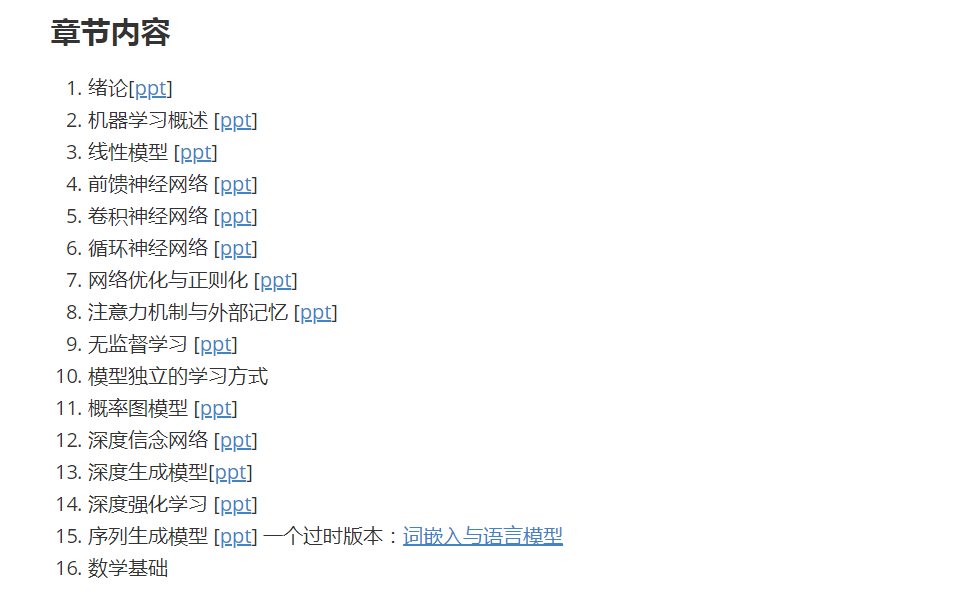 章节内容
1. 绪论[ppt]
2. 机器学习概述 [ppt]
3. 线性模型 [ppt]
4. 前馈神经网络 [ppt]
5. 卷积神经网络 [ppt]
6. 循环神经网络 [ppt]
7. 网络优化与正则化 [ppt]
8. 注意力机制与外部记忆 [ppt]
9. 无监督学习 [ppt]
10. 模型独立的学习方式
11. 概率图模型 [ppt]
12. 深度信念网络 [ppt]
13. 深度生成模型[ppt]
14. 深度强化学习 [ppt]
15. 序列生成模型 [ppt] 一个过时版本：词嵌入与语言模型
16. 数学基础